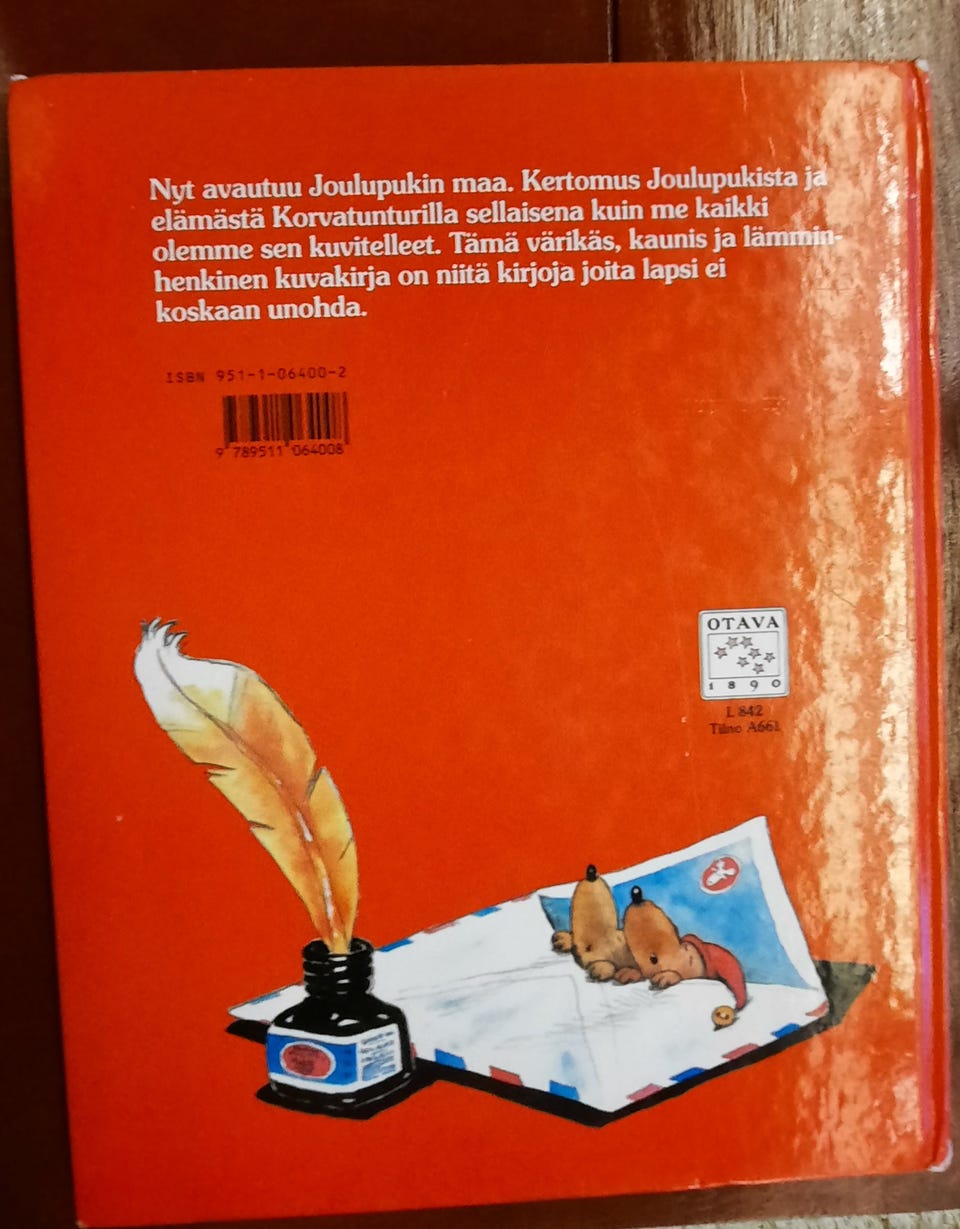 Nyt avautuu Joulupukin maa. Kertomus Joulupukista ja
elämästä Korvatunturilla sellaisena kuin me kaikki
olemme sen kuvitelleet. Tämä värikäs, kaunis ja lämmin-
henkinen kuvakirja on niitä kirjoja joita lapsi ei
koskaan unohda.
ISBN 951-1-06400-2
9 789511 064008
OTAVA
1890
L 842
Tilno A661